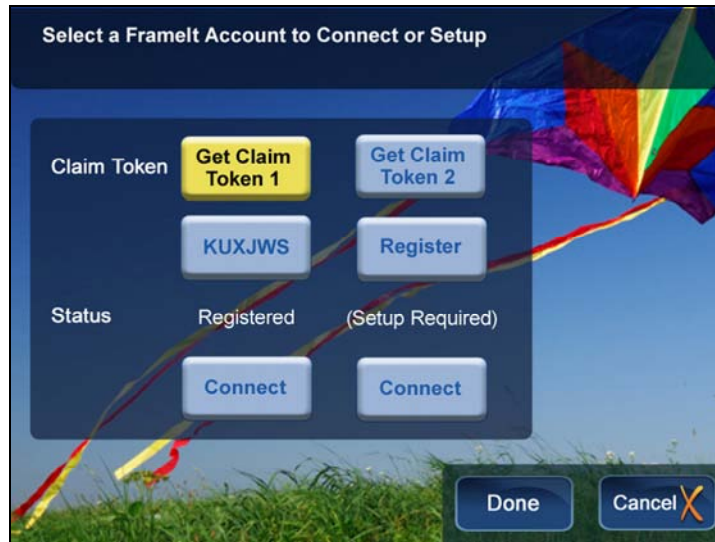 Select a FrameIt Account to Connect or Setup
Claim Token
Get Claim
Token 1
Get Claim
Token 2
KUXJWS
Register
Status
Registered
(Setup Required)
Connect
Connect
Done
Cancel